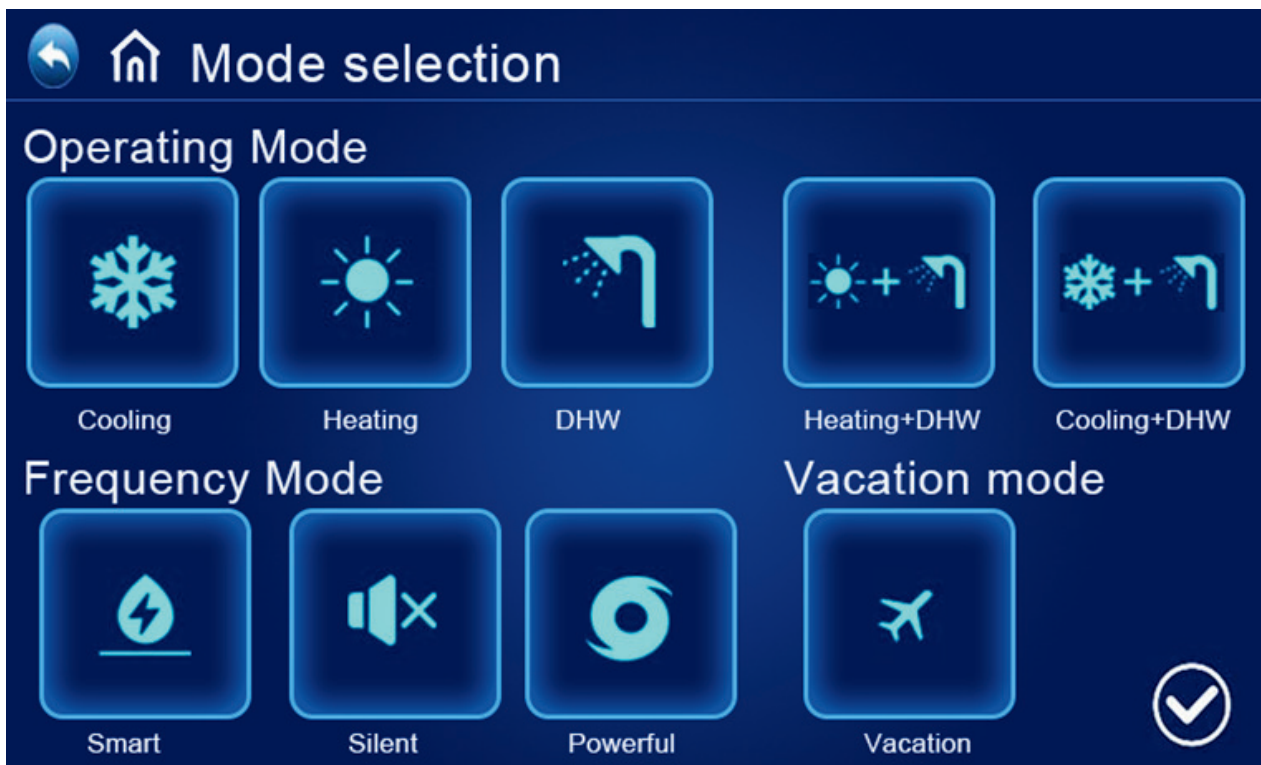 Mode selection
Operating Mode
Cooling
Heating
DHW
Heating+DHW
Cooling+DHW
Frequency Mode
Vacation mode
Smart
Silent
Powerful
Vacation